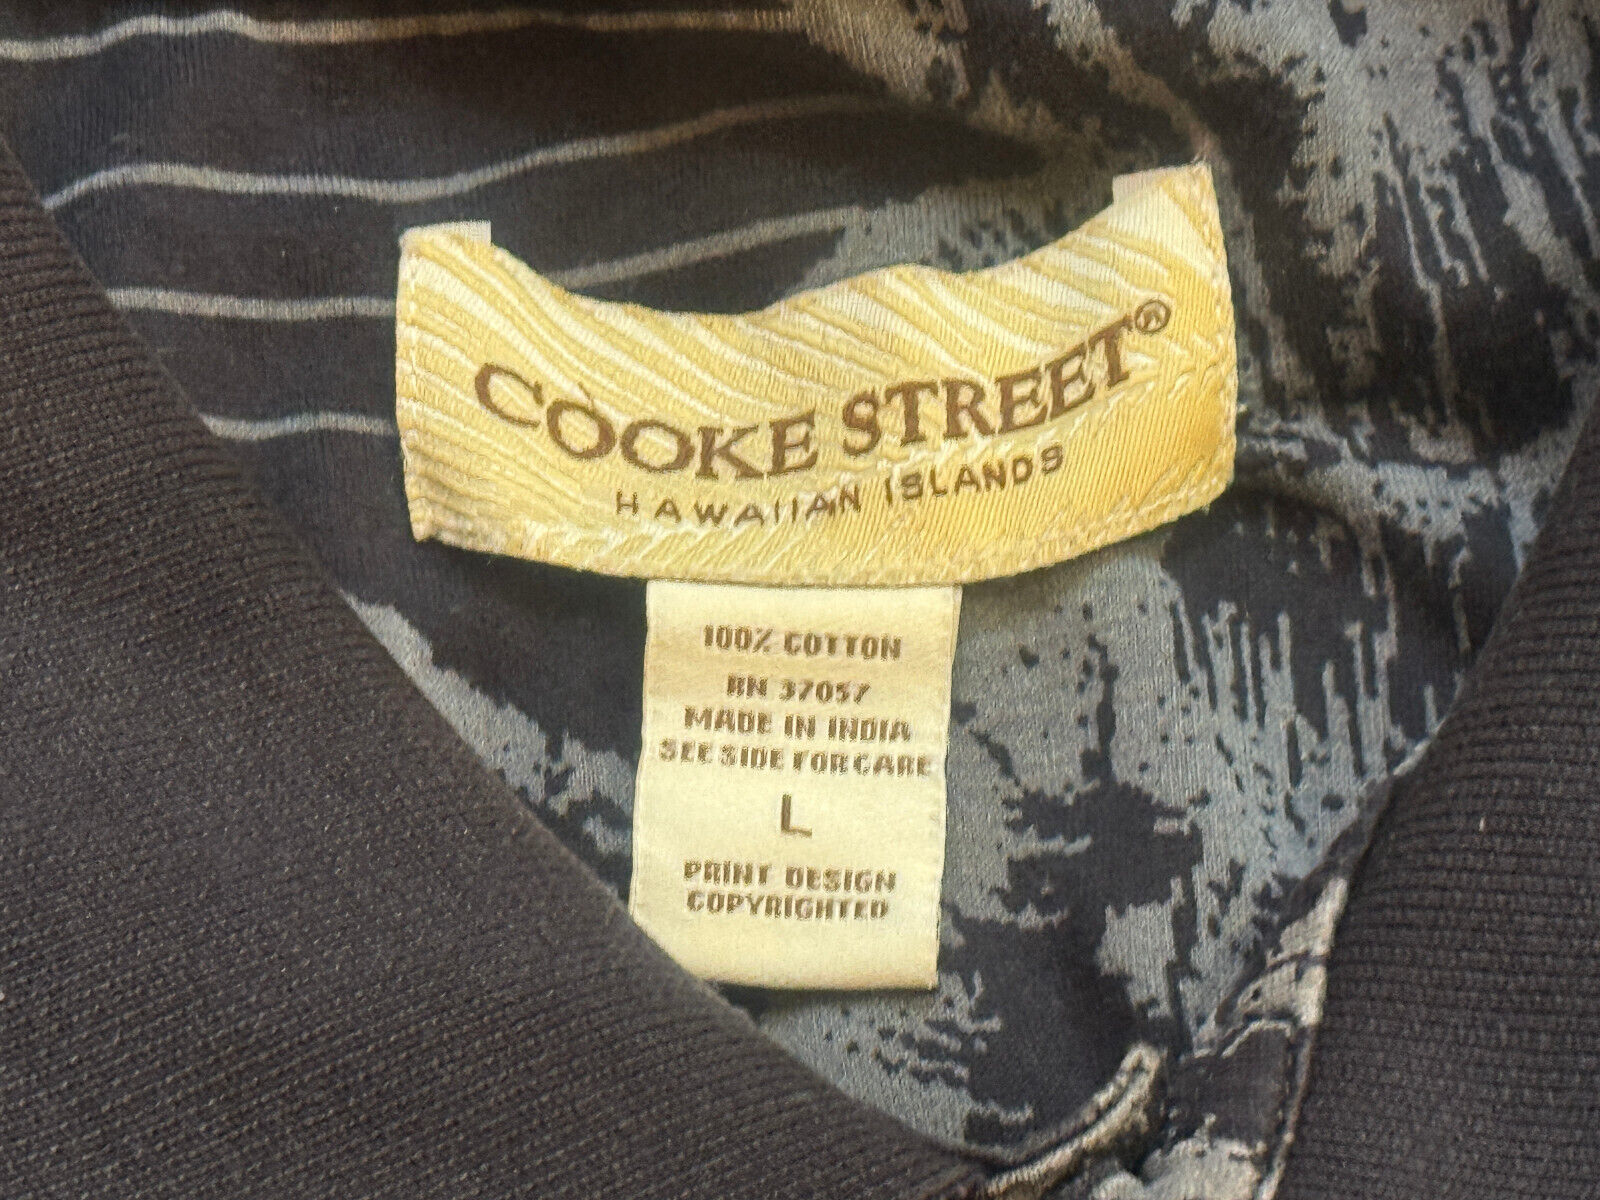 COOKE STREET®
HAWAIIAN ISLANDS
100% COTTON
RN 37057
MADE IN INDIA
SEE SIDE FOR CARE
L
PRINT DESIGN
COPYRIGHTED